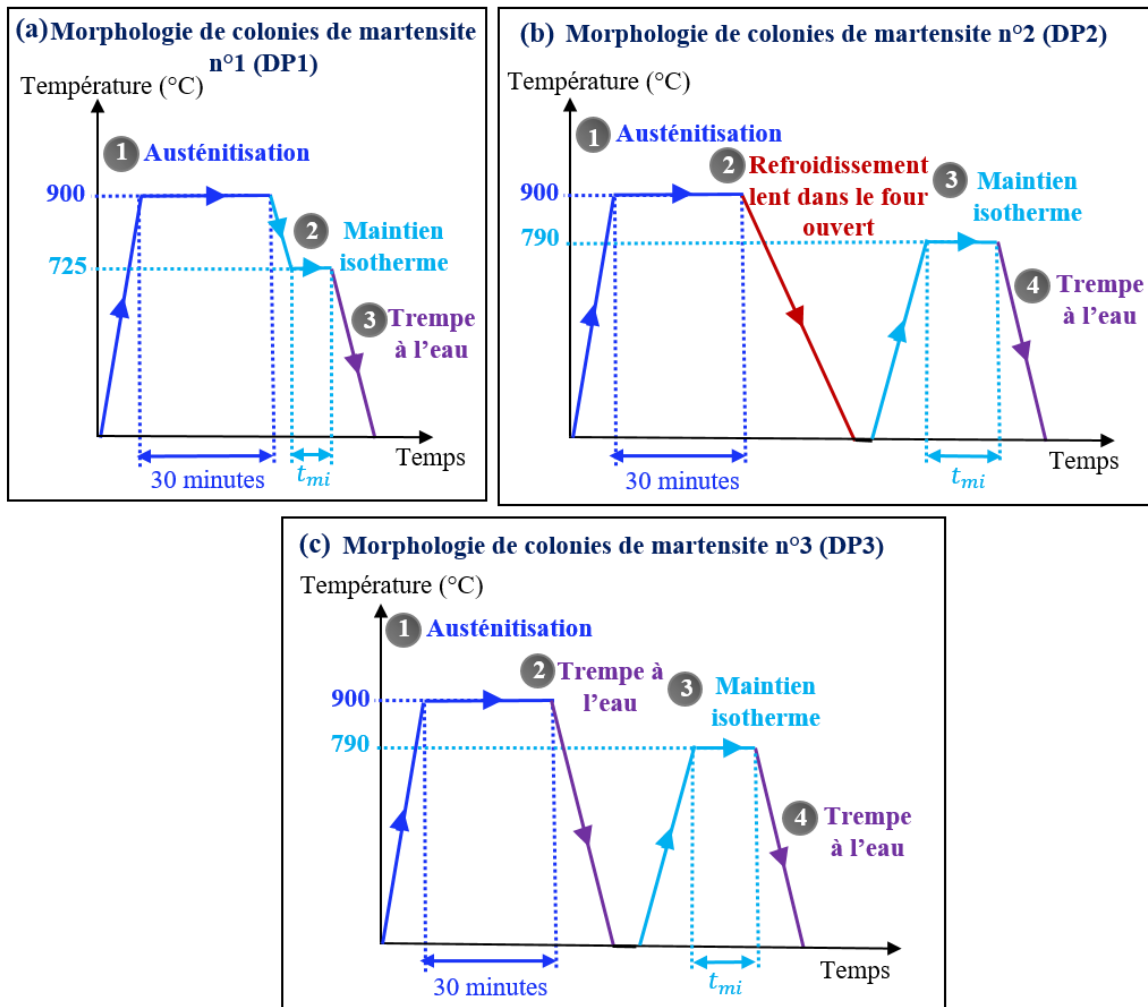 (a) Morphologie de colonies de martensite
n°1 (DP1)
Température (°C)
1 Austénitisation
900
2 Maintien
isotherme
725
3 Trempe
à l'eau
Temps
30 minutes
t_mi
(b) Morphologie de colonies de martensite n°2 (DP2)
Température (°C)
1 Austénitisation
2 Refroidissement
lent dans le four
ouvert
3 Maintien
isotherme
900
790
4 Trempe
à l'eau
Temps
30 minutes
t_mi
(c) Morphologie de colonies de martensite n°3 (DP3)
Température (°C)
1 Austénitisation
2 Trempe à
l'eau
3 Maintien
isotherme
900
790
4 Trempe
à l'eau
Temps
30 minutes
t_mi